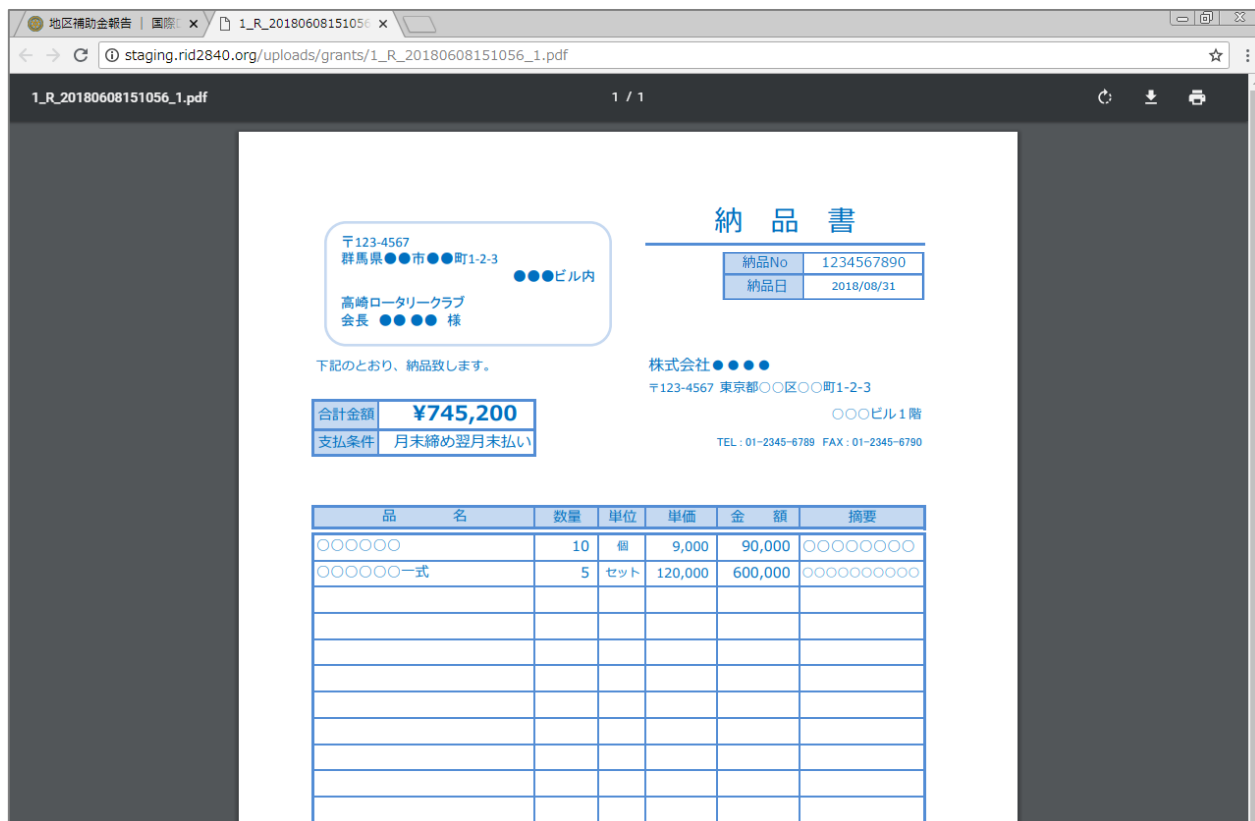 地区補助金報告 | 国際
1_R_2018060815105
staging.rid2840.org/uploads/grants/1_R_20180608151056_1.pdf
1_R_20180608151056_1.pdf
1 / 1
納 品 書
〒123-4567
群馬県●●市●●町1-2-3
●●●ビル内
高崎ロータリークラブ
会長 ●●●● 様
納品No 1234567890
納品日 2018/08/31
下記のとおり、納品致します。
株式会社●●●●
〒123-4567 東京都○○区○○町1-2-3
○○○ビル1階
TEL:01-2345-6789 FAX:01-2345-6790
合計金額 ¥745,200
支払条件 月末締め翌月末払い
品 名 数量 単位 単価 金 額 摘要
○○○○○○ 10 個 9,000 90,000 ○○○○○○○○
○○○○○○一式 5 セット 120,000 600,000 ○○○○○○○○○○